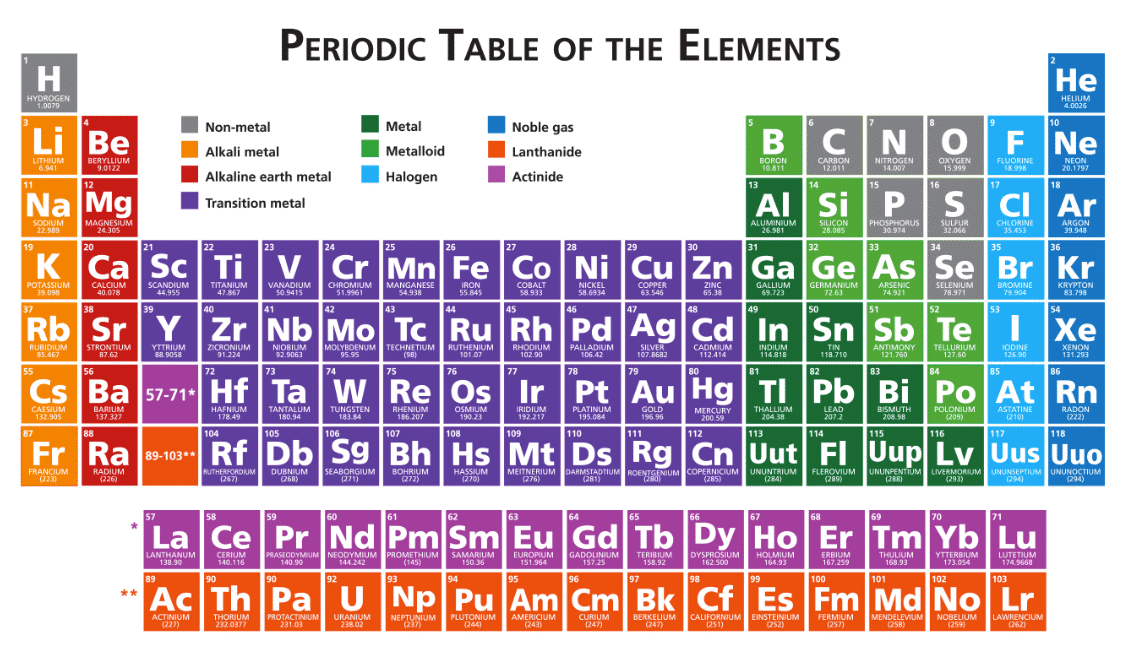 PERIODIC TABLE OF THE ELEMENTS
1 2
H He
HYDROGEN HELIUM
1.0079 4.0026
Non-metal Metal Noble gas
Alkali metal Metalloid Lanthanide
Alkaline earth metal Halogen Actinide
Transition metal
3 4 5 6 7 8 9 10
Li Be B C N O F Ne
LITHIUM BERYLLIUM BORON CARBON NITROGEN OXYGEN FLUORINE NEON
6.941 9.0122 10.811 12.011 14.007 15.999 18.998 20.1797
11 12 13 14 15 16 17 18
Na Mg Al Si P S Cl Ar
SODIUM MAGNESIUM ALUMINIUM SILICON PHOSPHORUS SULFUR CHLORINE ARGON
22.989 24.305 26.981 28.085 30.974 32.066 35.453 39.948
19 20 21 22 23 24 25 26 27 28 29 30 31 32 33 34 35 36
K Ca Sc Ti V Cr Mn Fe Co Ni Cu Zn Ga Ge As Se Br Kr
POTASSIUM CALCIUM SCANDIUM TITANIUM VANADIUM CHROMIUM MANGANESE IRON COBALT NICKEL COPPER ZINC GALLIUM GERMANIUM ARSENIC SELENIUM BROMINE KRYPTON
39.098 40.078 44.955 47.867 50.9415 51.9961 54.938 55.845 58.933 58.6934 63.546 65.38 69.723 72.63 74.921 78.971 79.904 83.798
37 38 39 40 41 42 43 44 45 46 47 48 49 50 51 52 53 54
Rb Sr Y Zr Nb Mo Tc Ru Rh Pd Ag Cd In Sn Sb Te I Xe
RUBIDIUM STRONTIUM YTTRIUM ZICRONIUM NIOBIUM MOLYBDENUM TECHNETIUM RUTHENIUM RHODIUM PALLADIUM SILVER CADMIUM INDIUM TIN ANTIMONY TELLURIUM IODINE XENON
85.467 87.62 88.9058 91.224 92.9063 95.95 (98) 101.07 102.90 106.42 107.8682 112.414 114.818 118.710 121.760 127.60 126.90 131.293
55 56 57-71* 72 73 74 75 76 77 78 79 80 81 82 83 84 85 86
Cs Ba Hf Ta W Re Os Ir Pt Au Hg Tl Pb Bi Po At Rn
CAESIUM BARIUM HAFNIUM TANTALUM TUNGSTEN RHENIUM OSMIUM IRIDIUM PLATINUM GOLD MERCURY THALLIUM LEAD BISMUTH POLONIUM ASTATINE RADON
132.905 137.327 178.49 180.94 183.84 186.207 190.23 192.217 195.084 196.96 200.59 204.38 207.2 208.98 (209) (210) (222)
87 88 89-103** 104 105 106 107 108 109 110 111 112 113 114 115 116 117 118
Fr Ra Rf Db Sg Bh Hs Mt Ds Rg Cn Uut Fl Uup Lv Uus Uuo
FRANCIUM RADIUM RUTHERFORDIUM DUBNIUM SEABORGIUM BOHRIUM HASSIUM MEITNERIUM DARMSTADTIUM ROENTGENIUM COPERNICIUM UNUNTRIUM FLEROVIUM UNUNPENTIUM LIVERMORIUM UNUNSEPTIUM UNUNOCTIUM
(223) (226) (267) (268) (271) (272) (270) (276) (281) (280) (285) (284) (289) (288) (293) (294) (294)
* 57 58 59 60 61 62 63 64 65 66 67 68 69 70 71
La Ce Pr Nd Pm Sm Eu Gd Tb Dy Ho Er Tm Yb Lu
LANTHANUM CERIUM PRASEODYMIUM NEODYMIUM PROMETHIUM SAMARIUM EUROPIUM GADOLINIUM TERIBIUM DYSPROSIUM HOLMIUM ERBIUM THULIUM YTTERBIUM LUTETIUM
138.90 140.116 140.90 144.242 (145) 150.36 151.964 157.25 158.92 162.500 164.93 167.259 168.93 173.054 174.9668
** 89 90 90 92 93 94 95 96 97 98 99 100 101 102 103
Ac Th Pa U Np Pu Am Cm Bk Cf Es Fm Md No Lr
ACTINIUM THORIUM PROTACTINIUM URANIUM NEPTUNIUM PLUTONIUM AMERICIUM CURIUM BERKELIUM CALIFORNIUM EINSTEINIUM FERMIUM MENDELEVIUM NOBELIUM LAWRENCIUM
(227) 232.0377 231.03 238.02 (237) (244) (243) (247) (247) (251) (252) (257) (258) (259) (262)